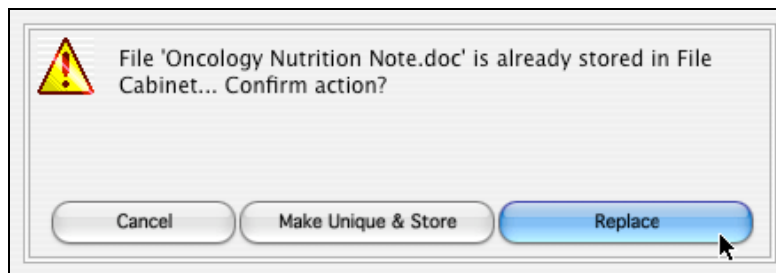 File 'Oncology Nutrition Note.doc' is already stored in File
Cabinet... Confirm action?
Cancel
Make Unique & Store
Replace